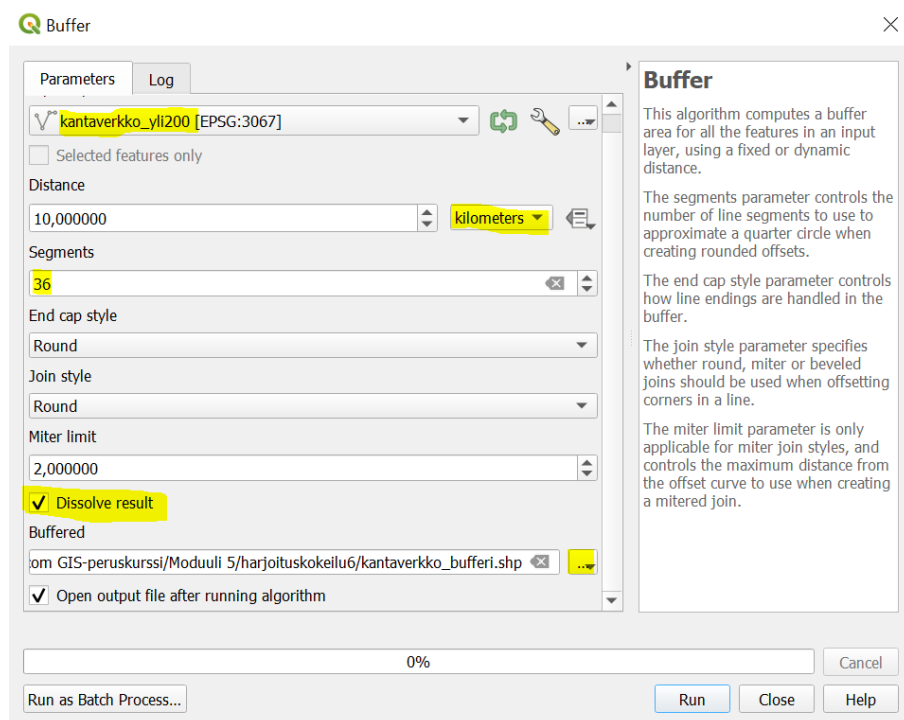 Buffer
Parameters
Log
kantaverkko_yli200 [EPSG:3067]
Selected features only
Distance
10,000000
kilometers
Segments
36
End cap style
Round
Join style
Round
Miter limit
2,000000
Dissolve result
Buffered
om GIS-peruskurssi/Moduuli 5/harjoituskokeilu6/kantaverkko_bufferi.shp
Open output file after running algorithm
Buffer
This algorithm computes a buffer
area for all the features in an input
layer, using a fixed or dynamic
distance.
The segments parameter controls the
number of line segments to use to
approximate a quarter circle when
creating rounded offsets.
The end cap style parameter controls
how line endings are handled in the
buffer.
The join style parameter specifies
whether round, miter or beveled
joins should be used when offsetting
corners in a line.
The miter limit parameter is only
applicable for miter join styles, and
controls the maximum distance from
the offset curve to use when creating
a mitered join.
0%
Cancel
Run as Batch Process...
Run
Close
Help